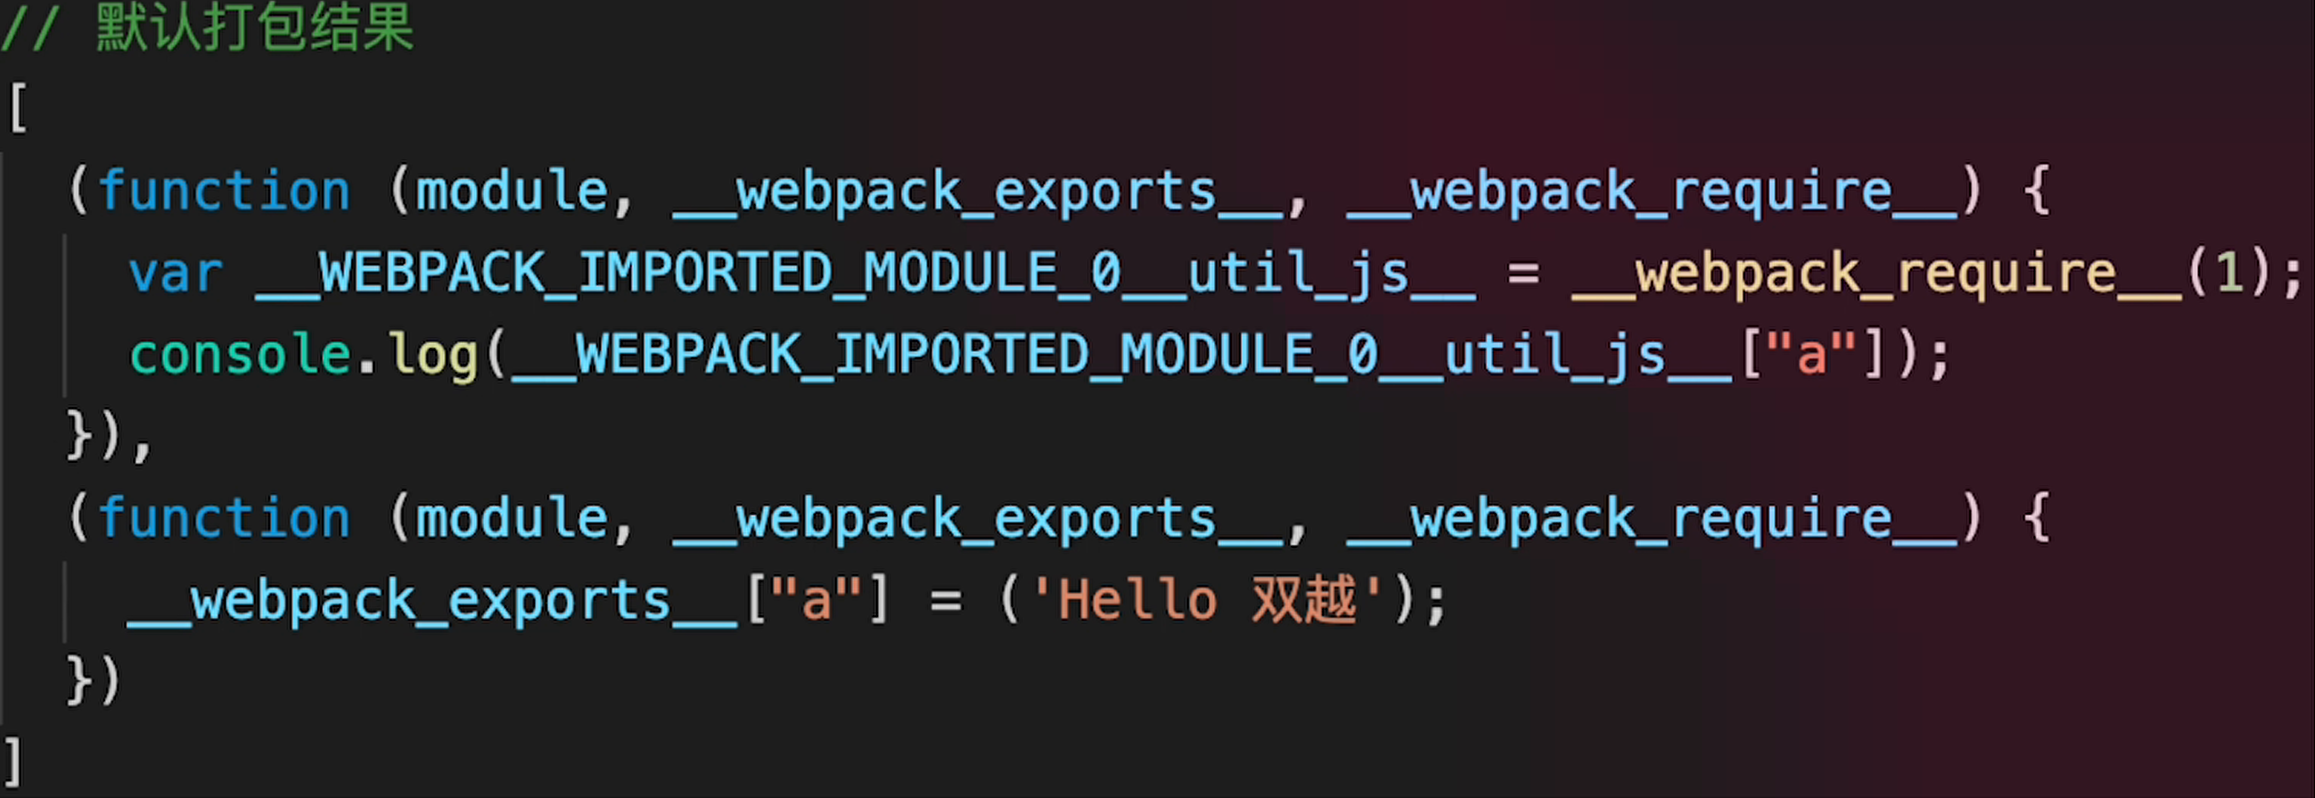 // 默认打包结果
[
(function (module, __webpack_exports__, __webpack_require__) {
var __WEBPACK_IMPORTED_MODULE_0__util_js__ = __webpack_require__(1);
console.log(__WEBPACK_IMPORTED_MODULE_0__util_js__["a"]);
}),
(function (module, __webpack_exports__, __webpack_require__) {
__webpack_exports__["a"] = ('Hello 双越');
})
]